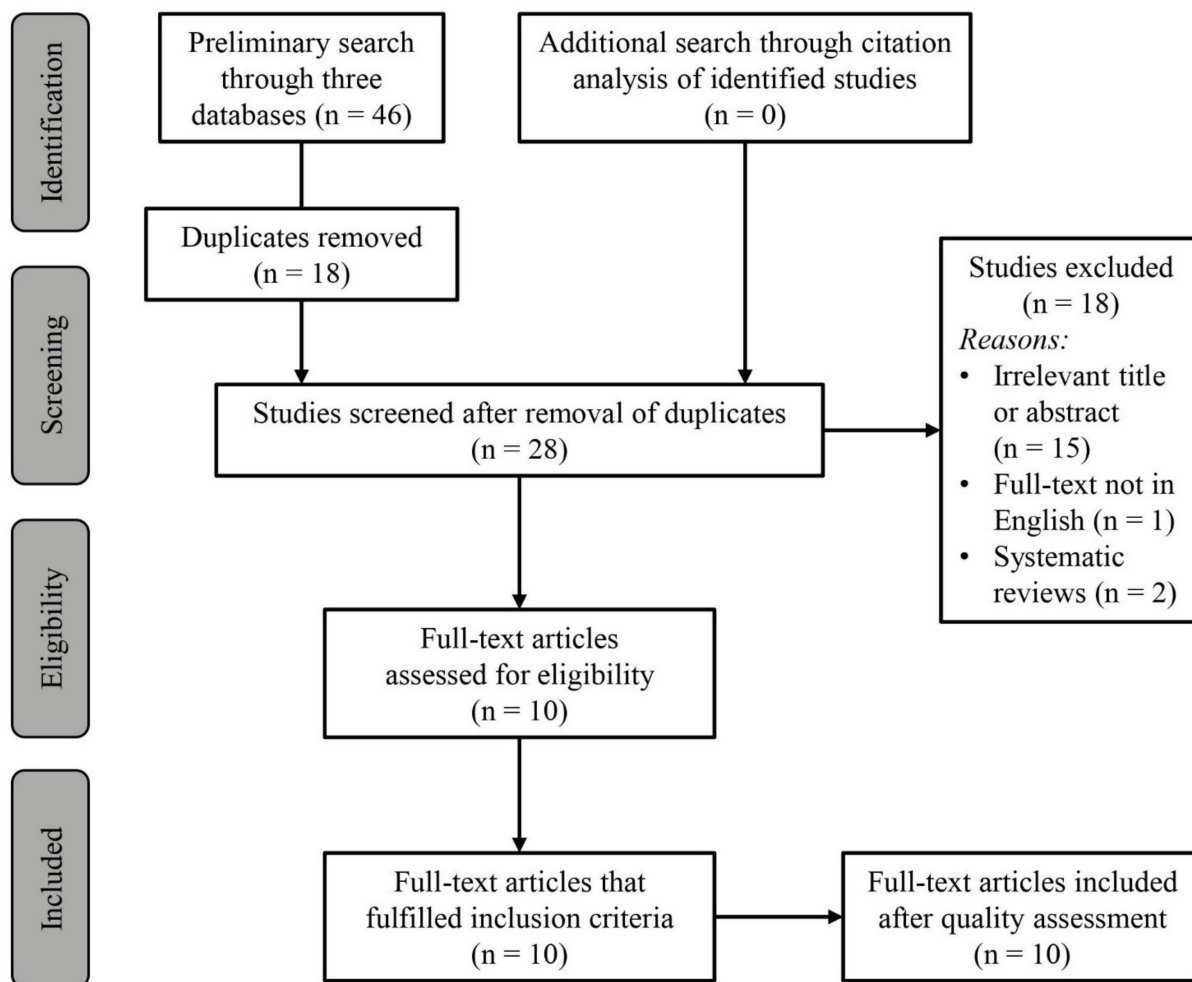 Identification
Preliminary search
through three
databases (n = 46)
Additional search through citation
analysis of identified studies
(n = 0)
Duplicates removed
(n = 18)
Screening
Studies excluded
(n = 18)
Reasons:
• Irrelevant title
or abstract
(n = 15)
• Full-text not in
English (n = 1)
• Systematic
reviews (n = 2)
Studies screened after removal of duplicates
(n = 28)
Eligibility
Full-text articles
assessed for eligibility
(n = 10)
Included
Full-text articles that
fulfilled inclusion criteria
(n = 10)
Full-text articles included
after quality assessment
(n = 10)